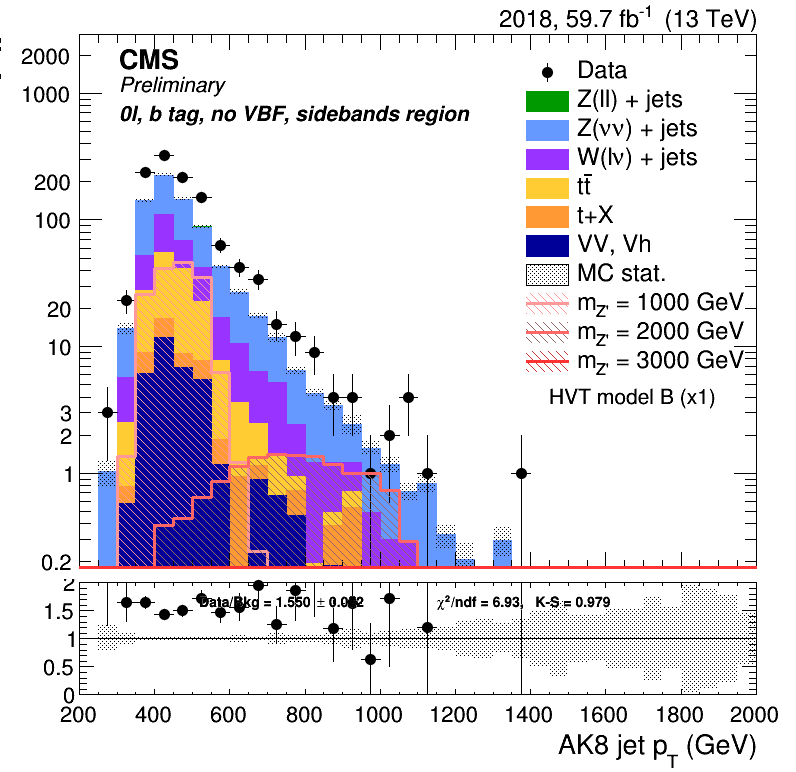 2018, 59.7 fb⁻¹ (13 TeV)
CMS
Preliminary
0l, b tag, no VBF, sidebands region
Data
Z(ll) + jets
Z(νν) + jets
W(lν) + jets
tt̄
t+X
VV, Vh
MC stat.
m_Z' = 1000 GeV
m_Z' = 2000 GeV
m_Z' = 3000 GeV
HVT model B (x1)
2000
1000
200
100
20
10
3
2
1
0.2
2
1.5
1
0.5
0
χ²/ndf = 6.93, K-S = 0.979
200 400 600 800 1000 1200 1400 1600 1800 2000
AK8 jet p_T (GeV)